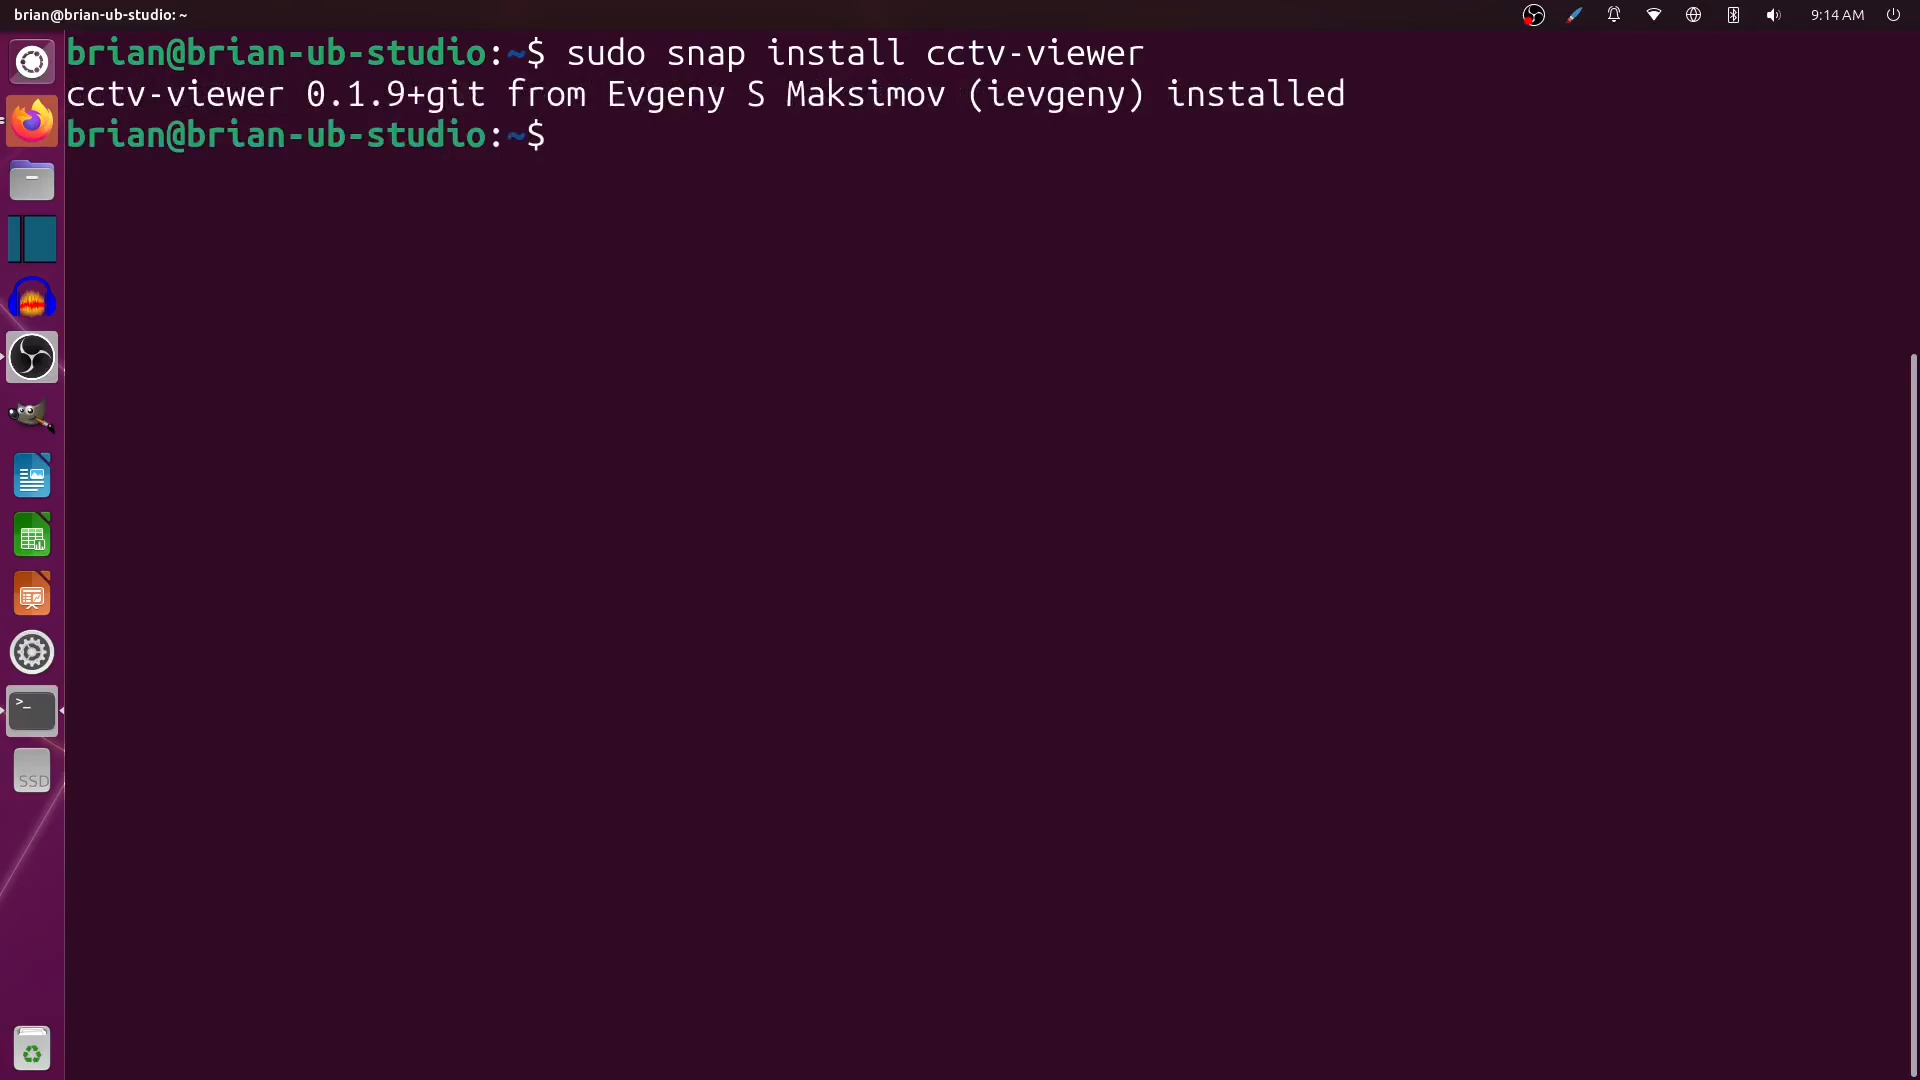 brian@brian-ub-studio: ~
9:14 AM
brian@brian-ub-studio:~$ sudo snap install cctv-viewer
cctv-viewer 0.1.9+git from Evgeny S Maksimov (ievgeny) installed
brian@brian-ub-studio:~$
>_
SSD